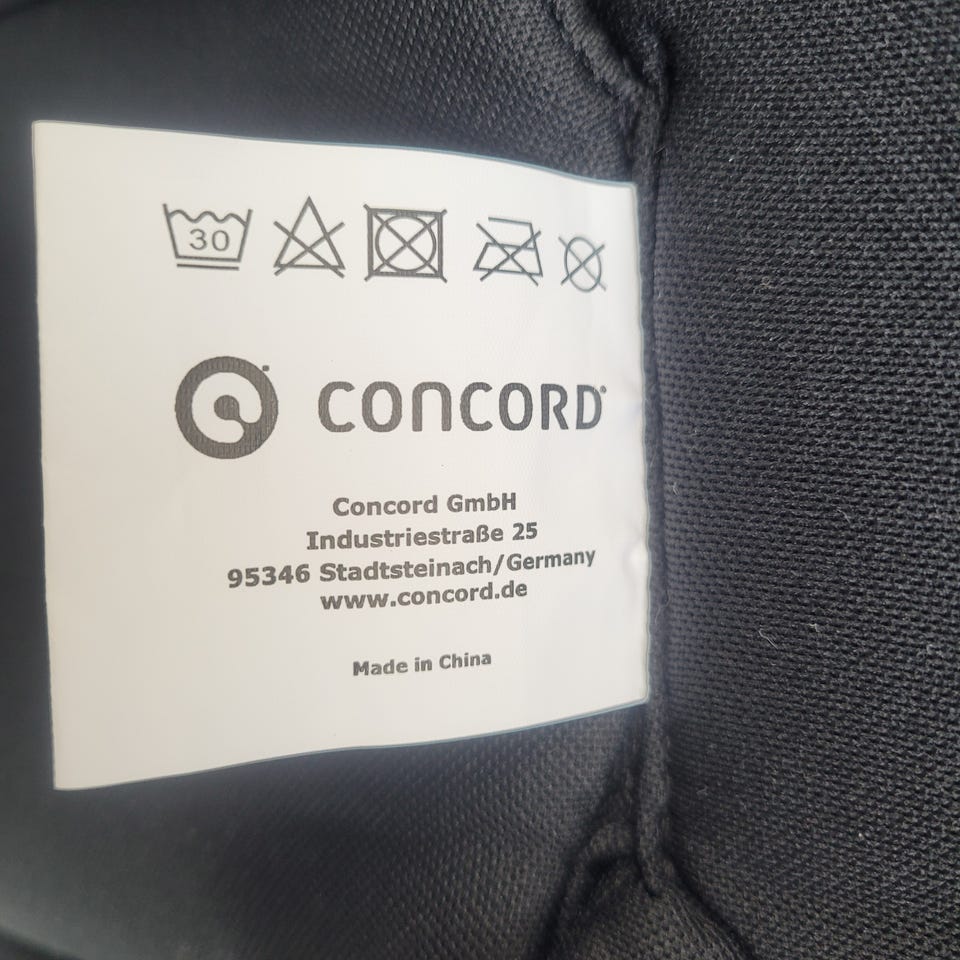 30
CONCORD
Concord GmbH
Industriestraße 25
95346 Stadtsteinach/Germany
www.concord.de
Made in China